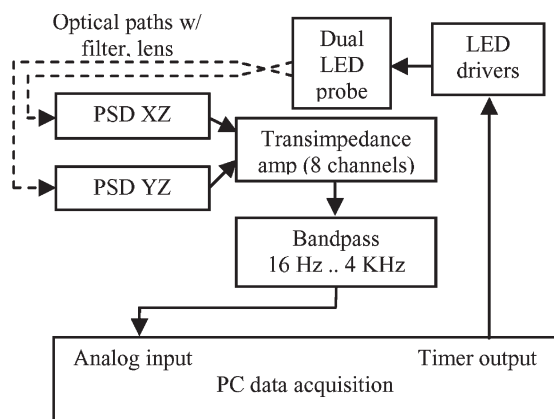 Optical paths w/
filter, lens
Dual
LED
probe
LED
drivers
PSD XZ
PSD YZ
Transimpedance
amp (8 channels)
Bandpass
16 Hz .. 4 KHz
Analog input
Timer output
PC data acquisition